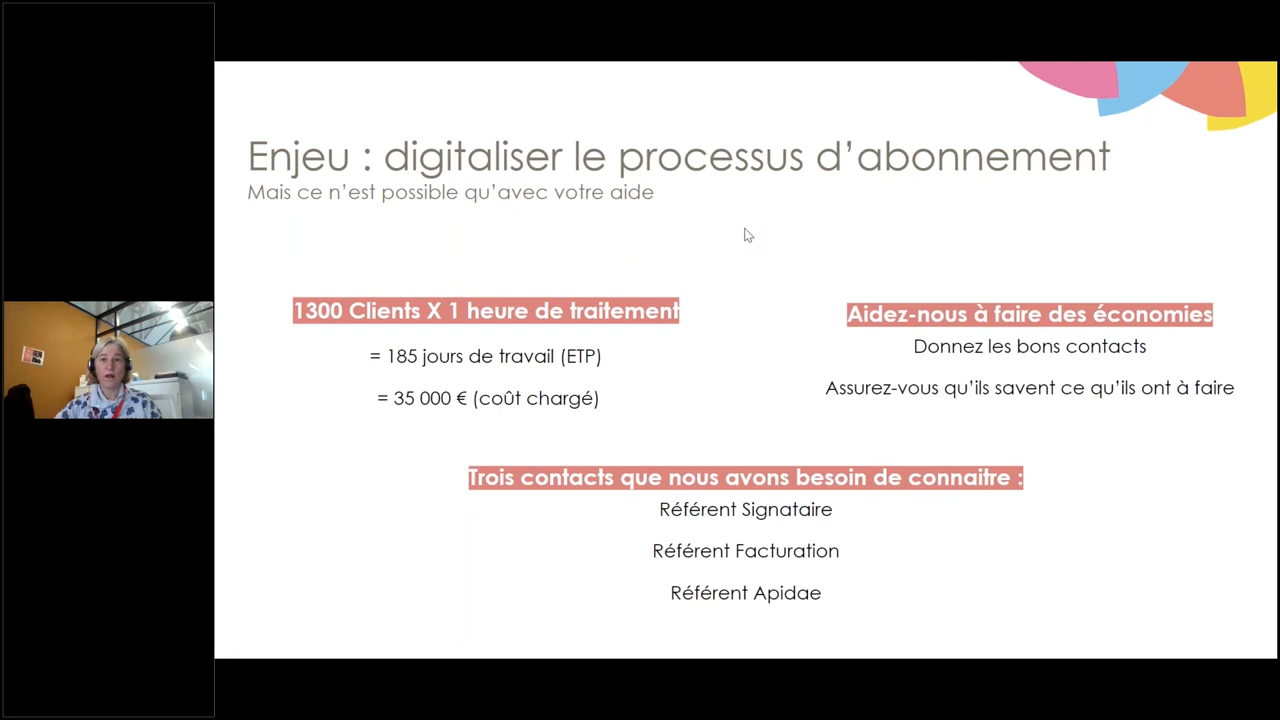 Enjeu : digitaliser le processus d’abonnement
Mais ce n’est possible qu’avec votre aide
1300 Clients X 1 heure de traitement
= 185 jours de travail (ETP)
= 35 000 € (coût chargé)
Aidez-nous à faire des économies
Donnez les bons contacts
Assurez-vous qu’ils savent ce qu’ils ont à faire
Trois contacts que nous avons besoin de connaitre :
Référent Signataire
Référent Facturation
Référent Apidae